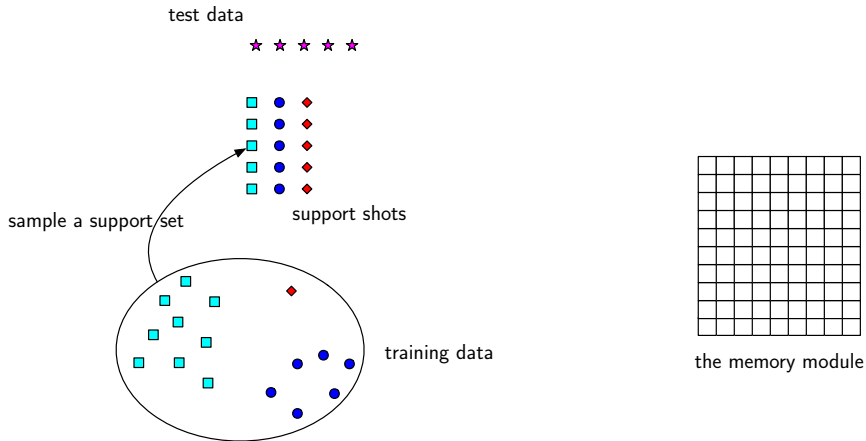 test data
support shots
sample a support set
training data
the memory module